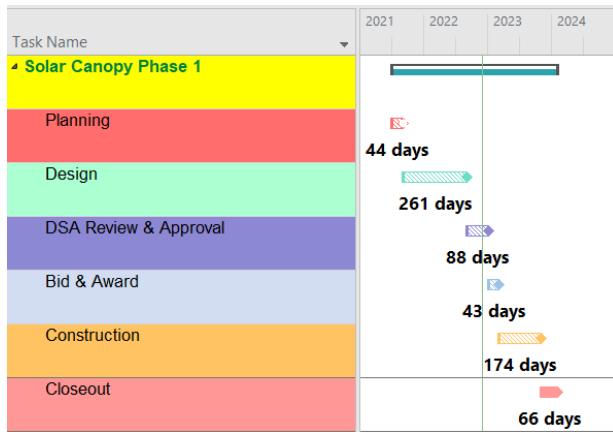 2021 2022 2023 2024
Task Name
Solar Canopy Phase 1
Planning
44 days
Design
261 days
DSA Review & Approval
88 days
Bid & Award
43 days
Construction
174 days
Closeout
66 days